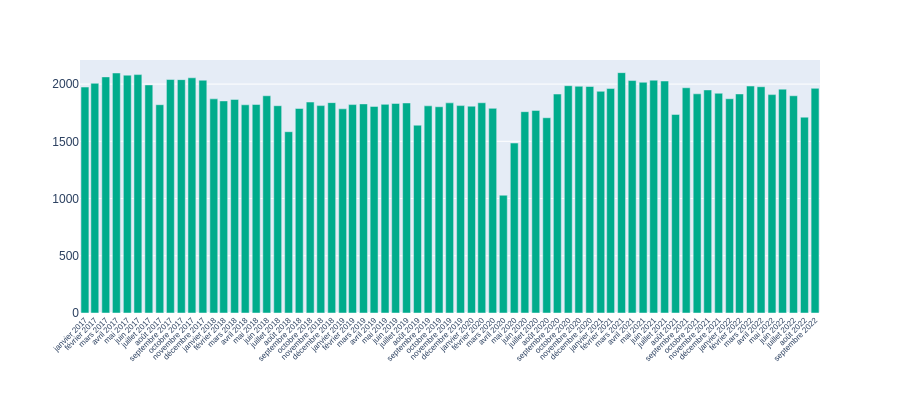 2000
1500
1000
500
0
janvier 2017
février 2017
mars 2017
avril 2017
mai 2017
juin 2017
juillet 2017
août 2017
septembre 2017
octobre 2017
novembre 2017
décembre 2017
janvier 2018
février 2018
mars 2018
avril 2018
mai 2018
juin 2018
juillet 2018
août 2018
septembre 2018
octobre 2018
novembre 2018
décembre 2018
janvier 2019
février 2019
mars 2019
avril 2019
mai 2019
juin 2019
juillet 2019
août 2019
septembre 2019
octobre 2019
novembre 2019
décembre 2019
janvier 2020
février 2020
mars 2020
avril 2020
mai 2020
juin 2020
juillet 2020
août 2020
septembre 2020
octobre 2020
novembre 2020
décembre 2020
janvier 2021
février 2021
mars 2021
avril 2021
mai 2021
juin 2021
juillet 2021
août 2021
septembre 2021
octobre 2021
novembre 2021
décembre 2021
janvier 2022
février 2022
mars 2022
avril 2022
mai 2022
juin 2022
juillet 2022
août 2022
septembre 2022